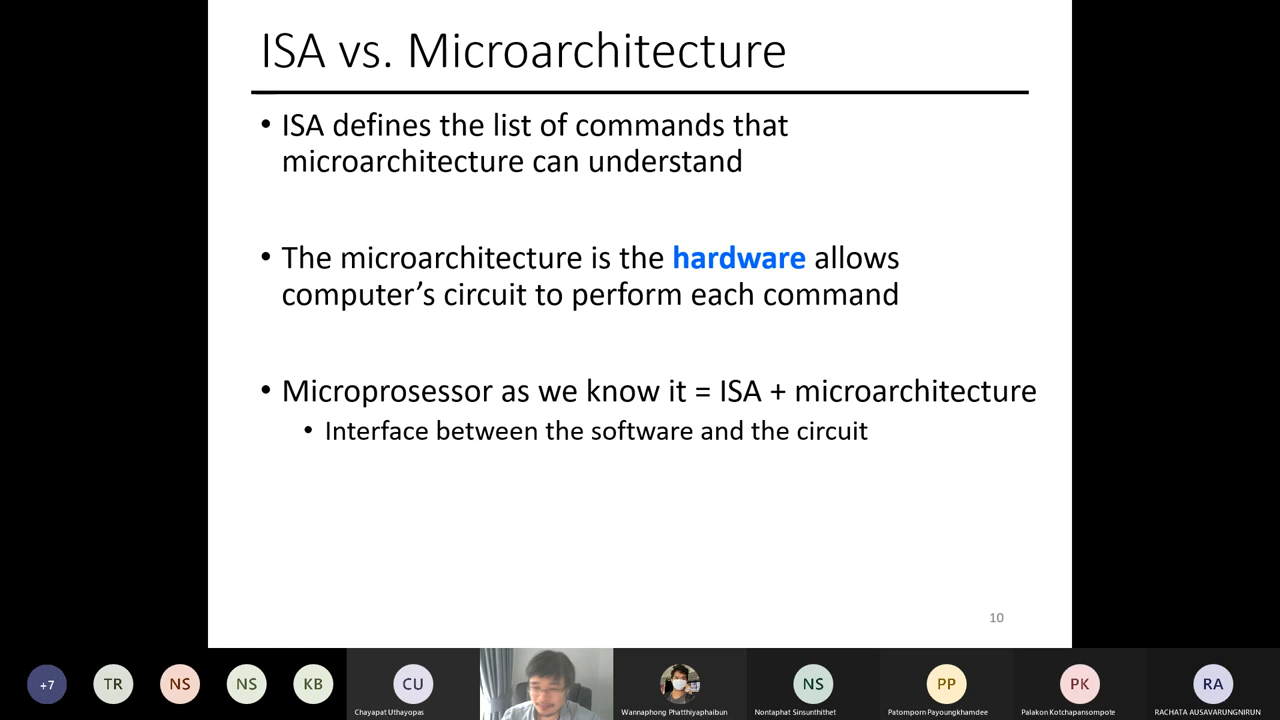 ISA vs. Microarchitecture
• ISA defines the list of commands that
microarchitecture can understand
• The microarchitecture is the hardware allows
computer’s circuit to perform each command
• Microprosessor as we know it = ISA + microarchitecture
• Interface between the software and the circuit
10
+7
TR
NS
NS
KB
CU
NS
PP
PK
RA
Chayapat Uthayopas
Wannaphong Phatthiyaphaibun
Nontaphat Sinsunthithet
Patomporn Payoungkhamdee
Palakon Kotchapansompote
RACHATA AUSAVARUNGNIRUN